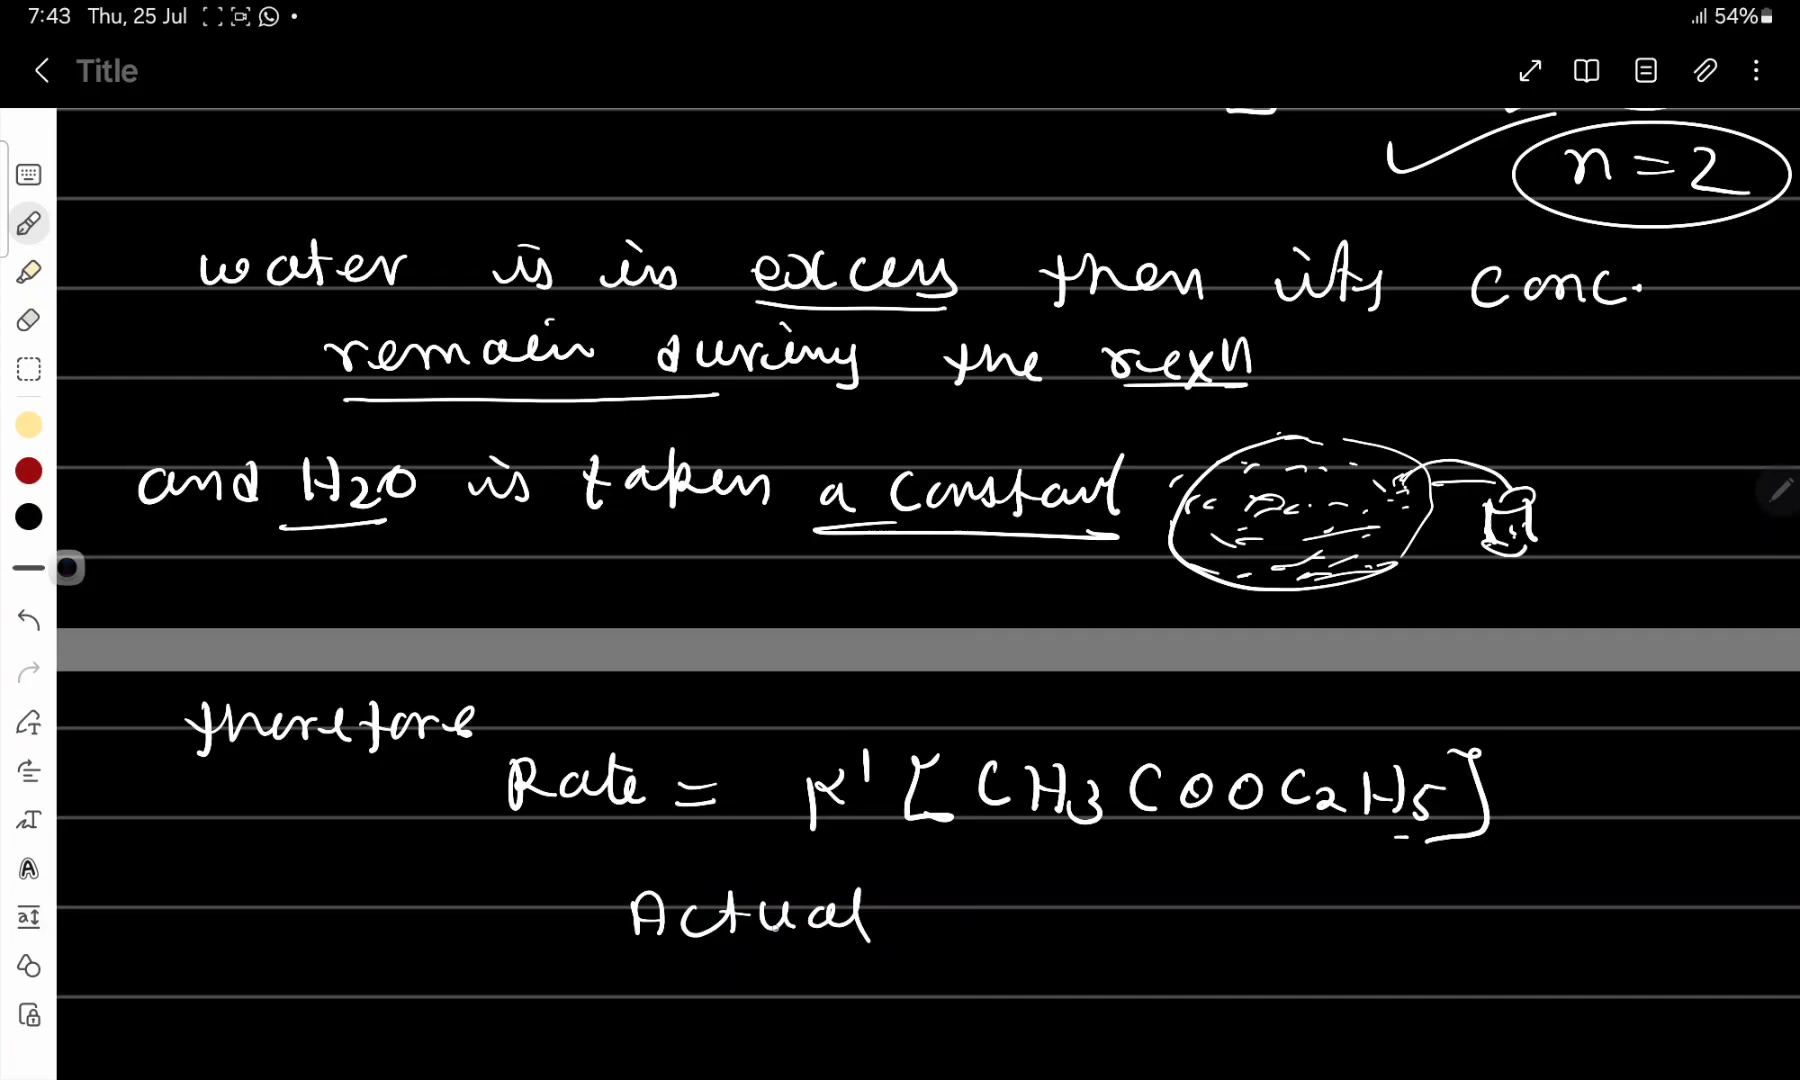 7:43 Thu, 25 Jul 54%
Title
n = 2
water is in excess then its conc.
remain during the rexn
and H2O is taken a constant
therefore
Rate = K' [CH3COOC2H5]
Actual